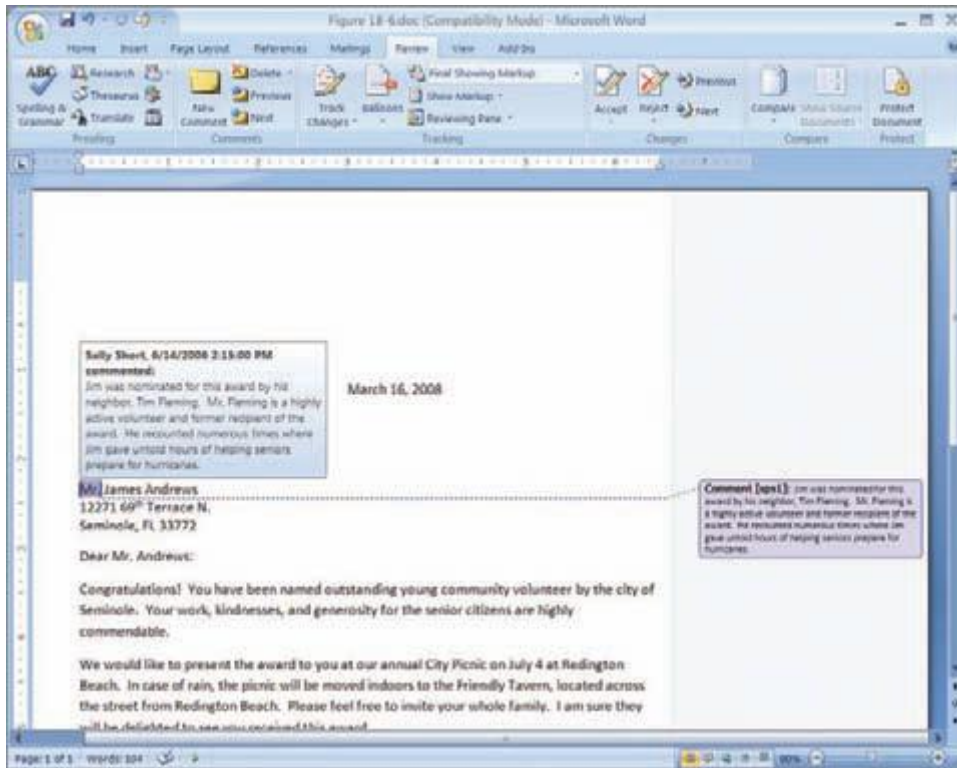 Figure 18-6.doc (Compatibility Mode) - Microsoft Word
Home Insert Page Layout References Mailings Review View Add-Ins
ABC Research Delete Final Showing Markup Previous
Thesaurus Previous Show Markup
Spelling & Grammar Translate New Comment Next Track Changes Balloons Reviewing Pane Accept Reject Next Compare Show Source Documents Protect Document
Proofing Comments Tracking Changes Compare Protect
Sally Short, 6/14/2006 2:15:00 PM
commented:
Jim was nominated for this award by his
neighbor, Tim Fleming. Mr. Fleming is a highly
active volunteer and former recipient of the
award. He recounted numerous times where
Jim gave untold hours of helping seniors
prepare for hurricanes.
March 16, 2008
Mr. James Andrews
12271 69th Terrace N.
Seminole, FL 33772
Comment [sps1]: Jim was nominated for this
award by his neighbor, Tim Fleming. Mr. Fleming is
a highly active volunteer and former recipient of the
award. He recounted numerous times where Jim
gave untold hours of helping seniors prepare for
hurricanes.
Dear Mr. Andrews:
Congratulations! You have been named outstanding young community volunteer by the city of
Seminole. Your work, kindnesses, and generosity for the senior citizens are highly
commendable.
We would like to present the award to you at our annual City Picnic on July 4 at Redington
Beach. In case of rain, the picnic will be moved indoors to the Friendly Tavern, located across
the street from Redington Beach. Please feel free to invite your whole family. I am sure they
will be delighted to see you received this award
Page: 1 of 1 Words: 104 90%